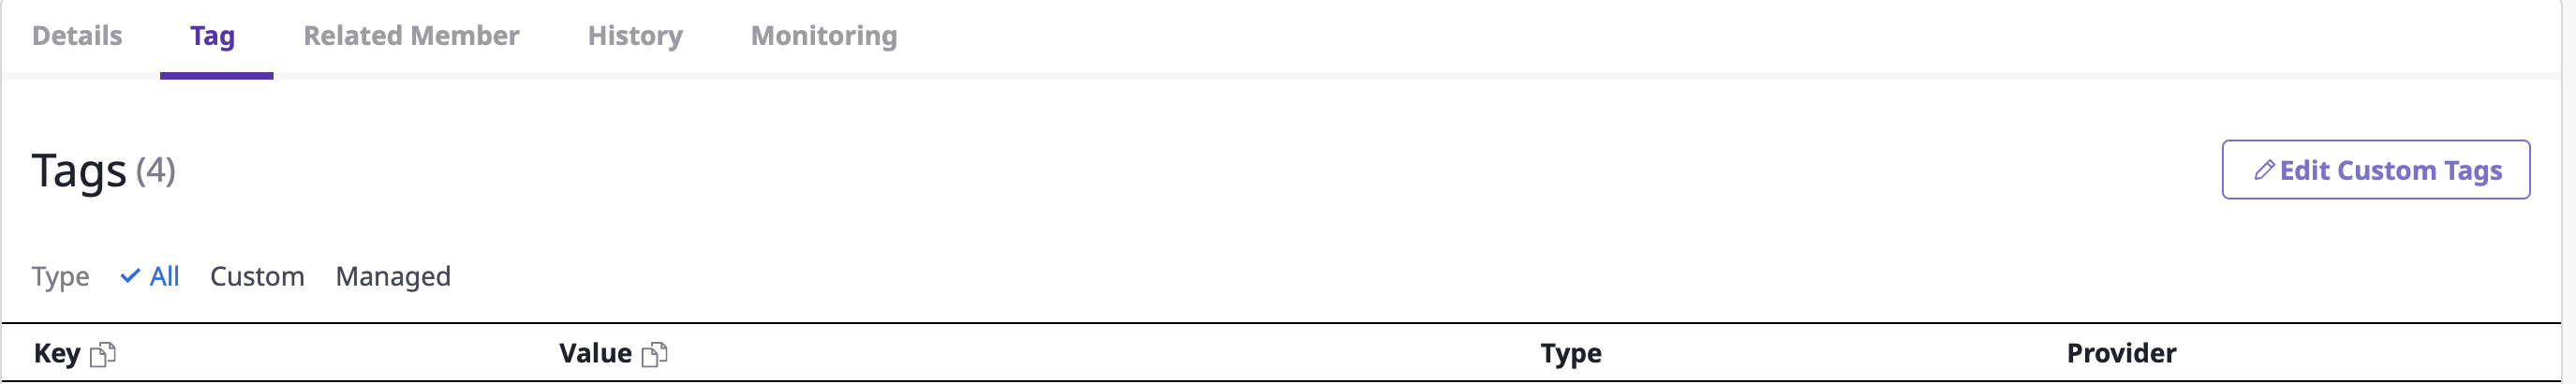 Details Tag Related Member History Monitoring
Tags (4) Edit Custom Tags
Type All Custom Managed
Key Value Type Provider